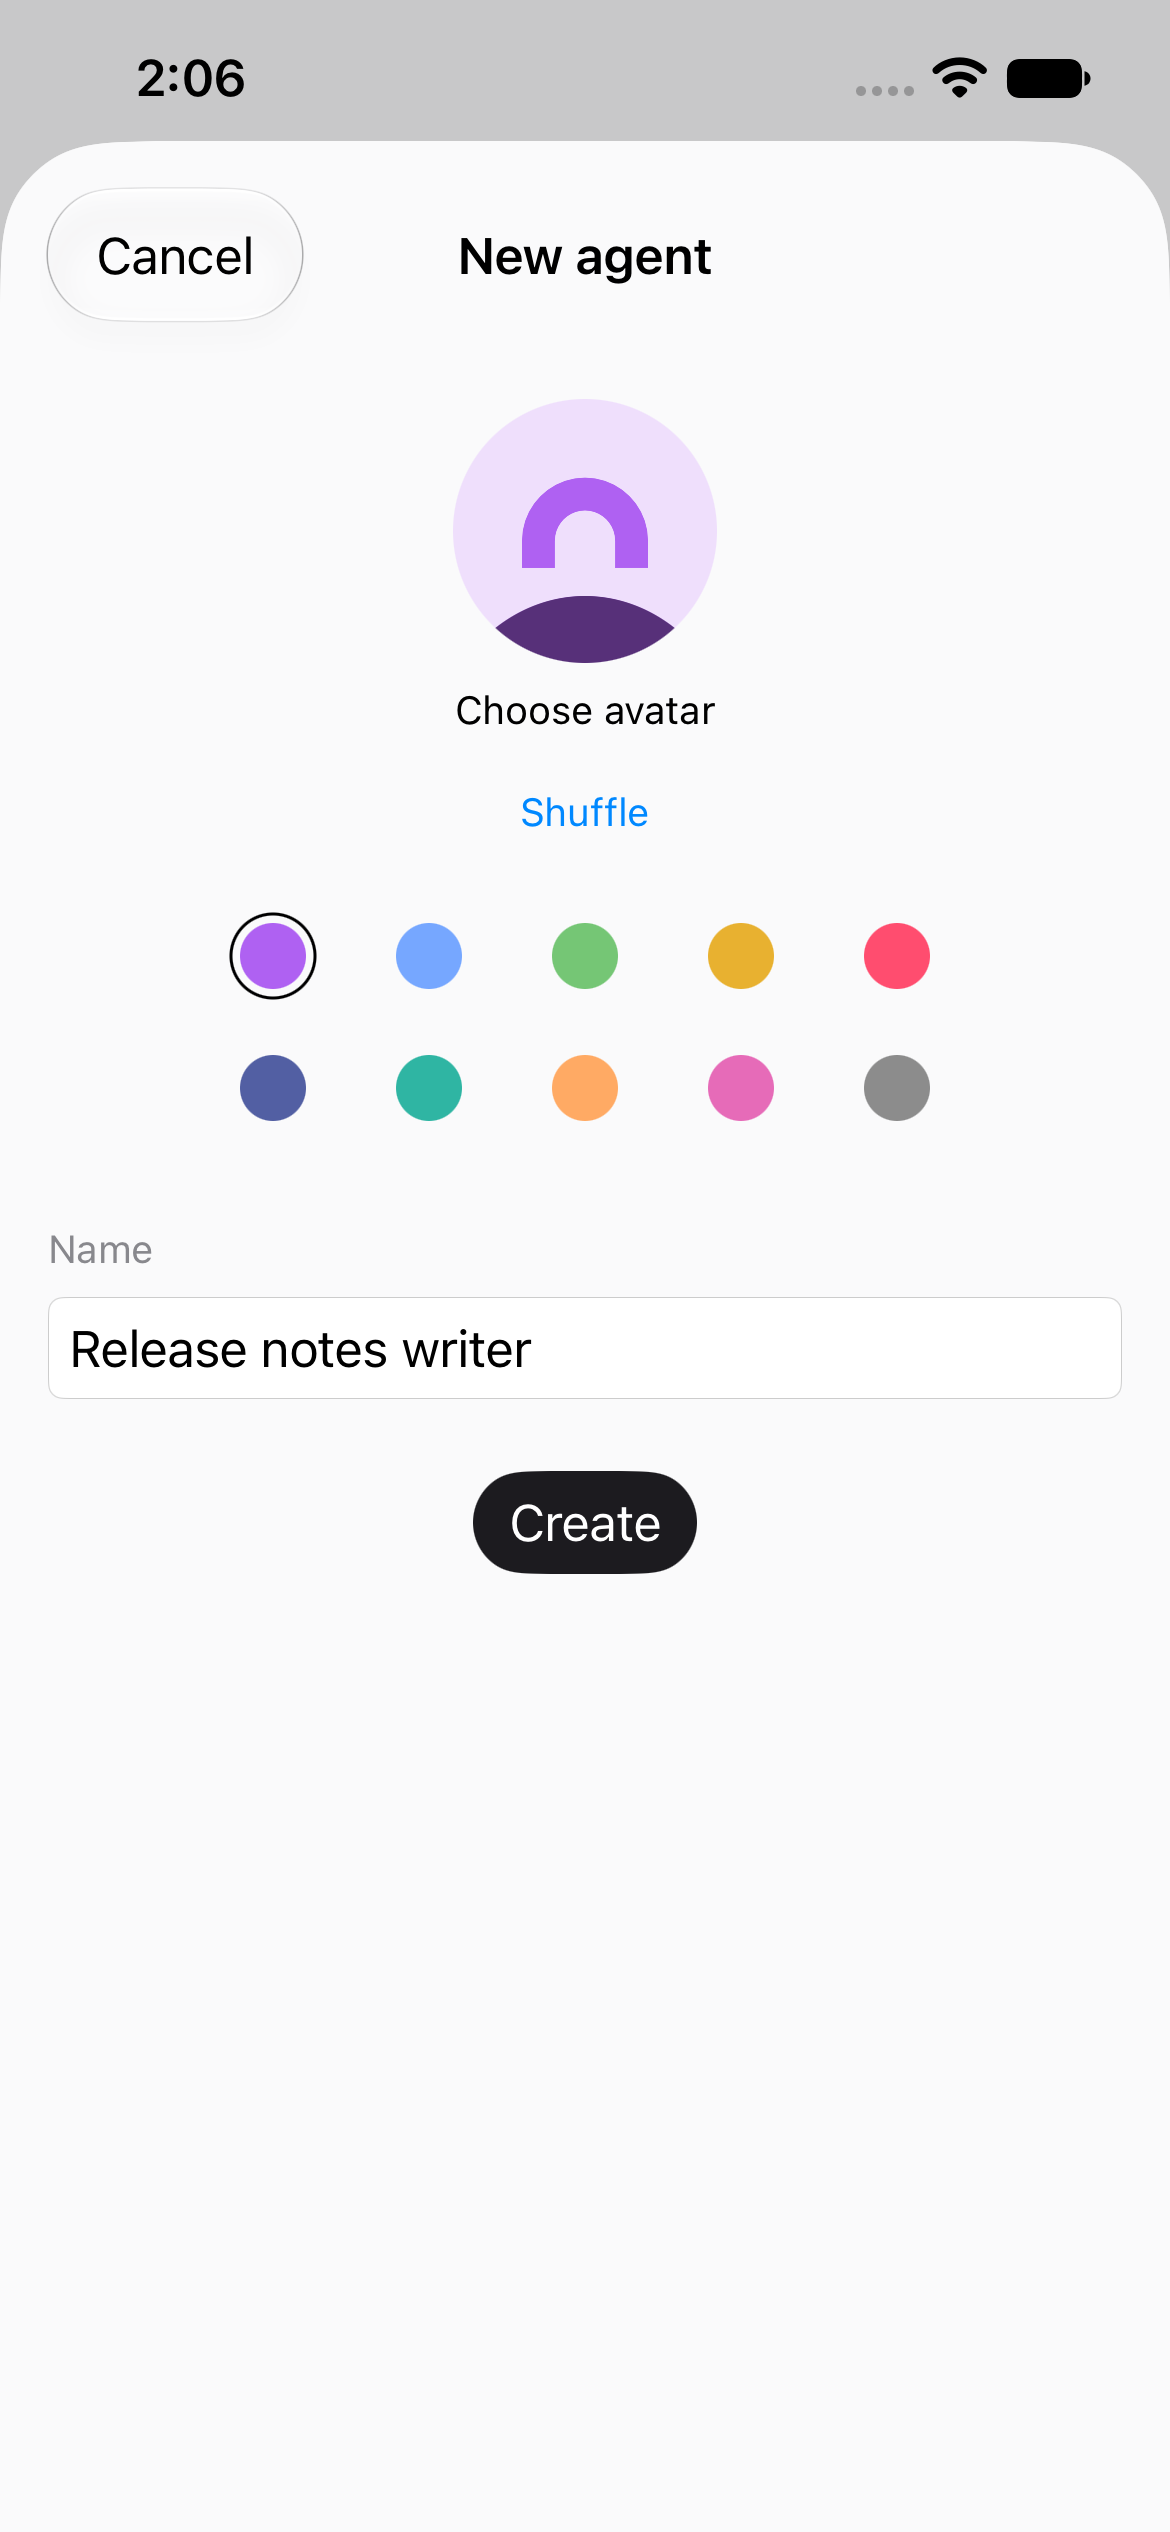 2:06
Cancel
New agent
Choose avatar
Shuffle
Name
Release notes writer
Create